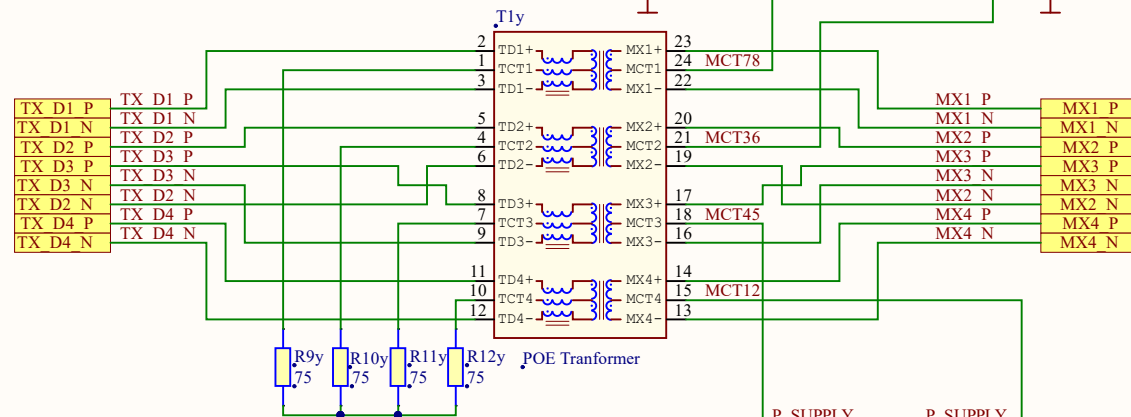 T1y
2 TD1+ MX1+ 23
1 TCT1 MCT1 24 MCT78
3 TD1- MX1- 22
TX_D1_P TX_D1_P MX1_P MX1_P
TX_D1_N TX_D1_N MX1_N MX1_N
5 TD2+ MX2+ 20
TX_D2_P TX_D2_P MX2_P MX2_P
4 TCT2 MCT2 21 MCT36
TX_D3_P TX_D3_P MX3_P MX3_P
6 TD2- MX2- 19
TX_D3_N TX_D3_N MX3_N MX3_N
TX_D2_N TX_D2_N MX2_N MX2_N
8 TD3+ MX3+ 17
TX_D4_P TX_D4_P MX4_P MX4_P
7 TCT3 MCT3 18 MCT45
TX_D4_N TX_D4_N MX4_N MX4_N
9 TD3- MX3- 16
11 TD4+ MX4+ 14
10 TCT4 MCT4 15 MCT12
12 TD4- MX4- 13
R9y R10y R11y R12y POE Tranformer
75 75 75 75
P_SUPPLY P_SUPPLY